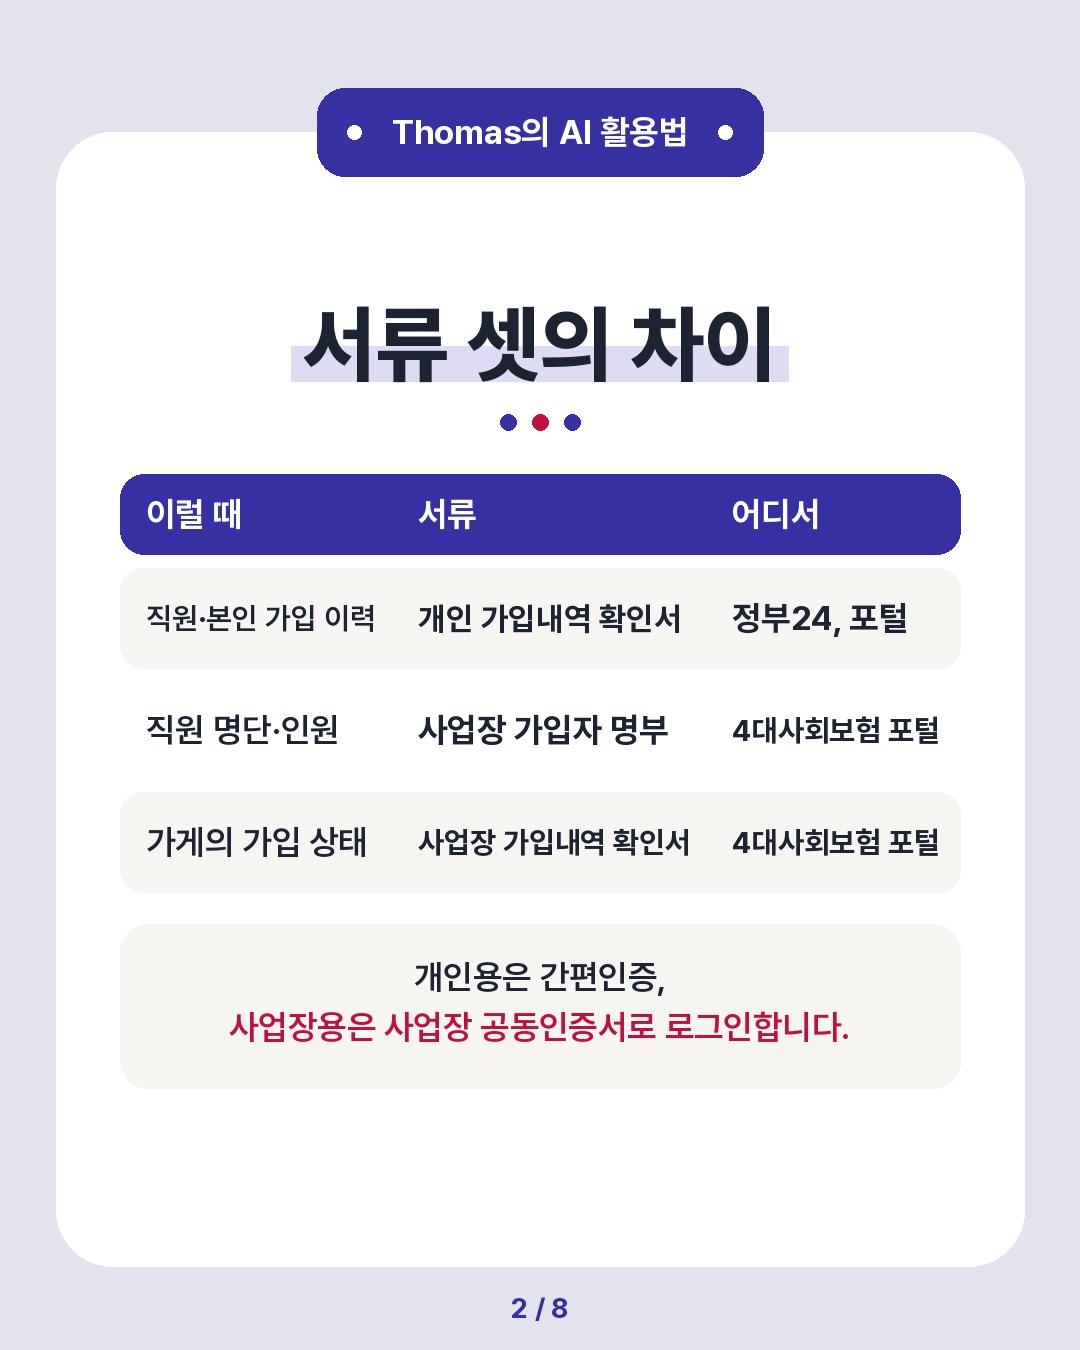 Thomas의 AI 활용법
서류 셋의 차이
이럴 때 서류 어디서
직원·본인 가입 이력 개인 가입내역 확인서 정부24, 포털
직원 명단·인원 사업장 가입자 명부 4대사회보험 포털
가게의 가입 상태 사업장 가입내역 확인서 4대사회보험 포털
개인용은 간편인증,
사업장용은 사업장 공동인증서로 로그인합니다.
2 / 8